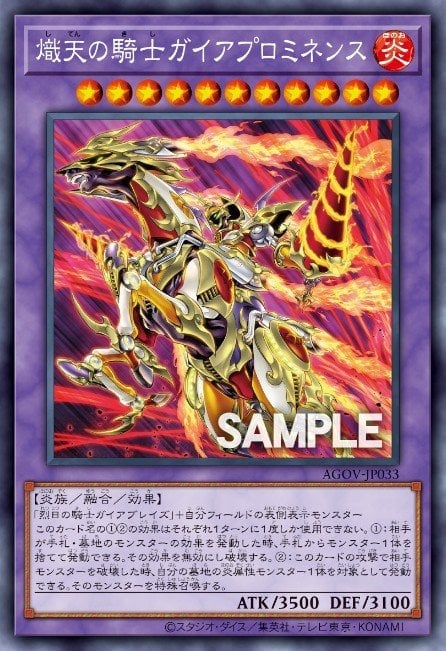 熾天の騎士ガイアプロミネンス
炎
SAMPLE
AGOV-JP033
【炎族/融合/効果】
「烈日の騎士ガイアブレイズ」+自分フィールドの表側表示モンスター
このカード名の①②の効果はそれぞれ1ターンに1度しか使用できない。①:相手
が手札・墓地のモンスターの効果を発動した時、手札からモンスター1体を
捨てて発動できる。その効果を無効にし破壊する。②:このカードの攻撃で相手
モンスターを破壊した時、自分の墓地の炎属性モンスター1体を対象として発動
できる。そのモンスターを特殊召喚する。
ATK/3500 DEF/3100
©スタジオ・ダイス/集英社・テレビ東京・KONAMI